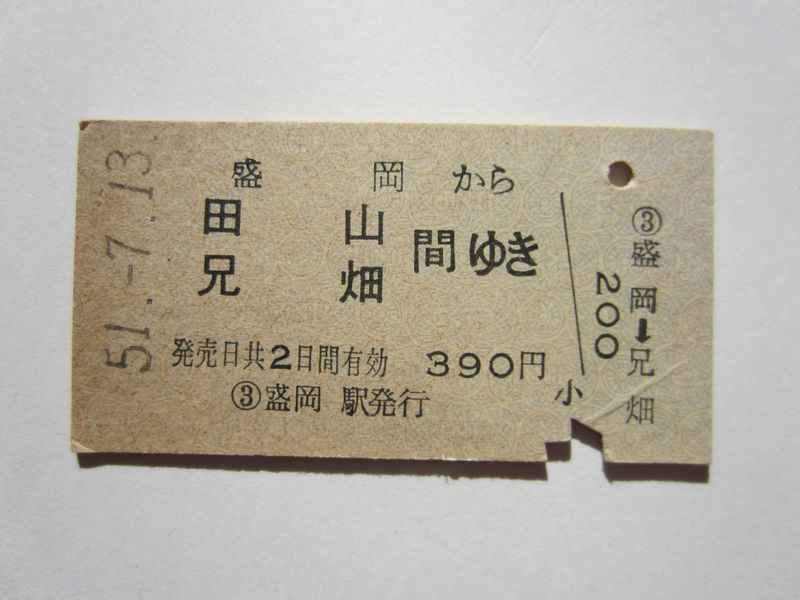 51.-7.13.
盛岡から
田山
兄畑
間ゆき
発売日共2日間有効 390円
③盛岡駅発行
小
200
③盛岡➡兄畑